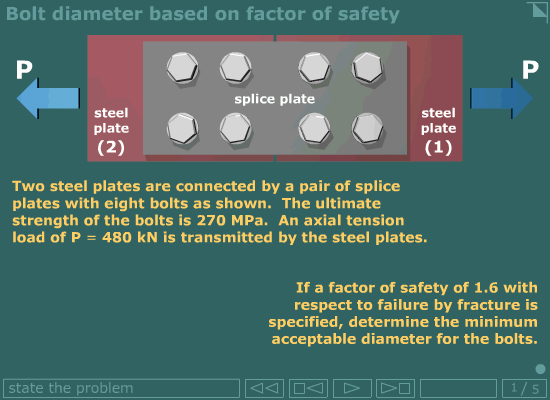 Bolt diameter based on factor of safety
P
P
splice plate
steel
plate
(2)
steel
plate
(1)
Two steel plates are connected by a pair of splice
plates with eight bolts as shown.  The ultimate
strength of the bolts is 270 MPa.  An axial tension
load of P = 480 kN is transmitted by the steel plates.
If a factor of safety of 1.6 with
respect to failure by fracture is
specified, determine the minimum
acceptable diameter for the bolts.
state the problem
1/5